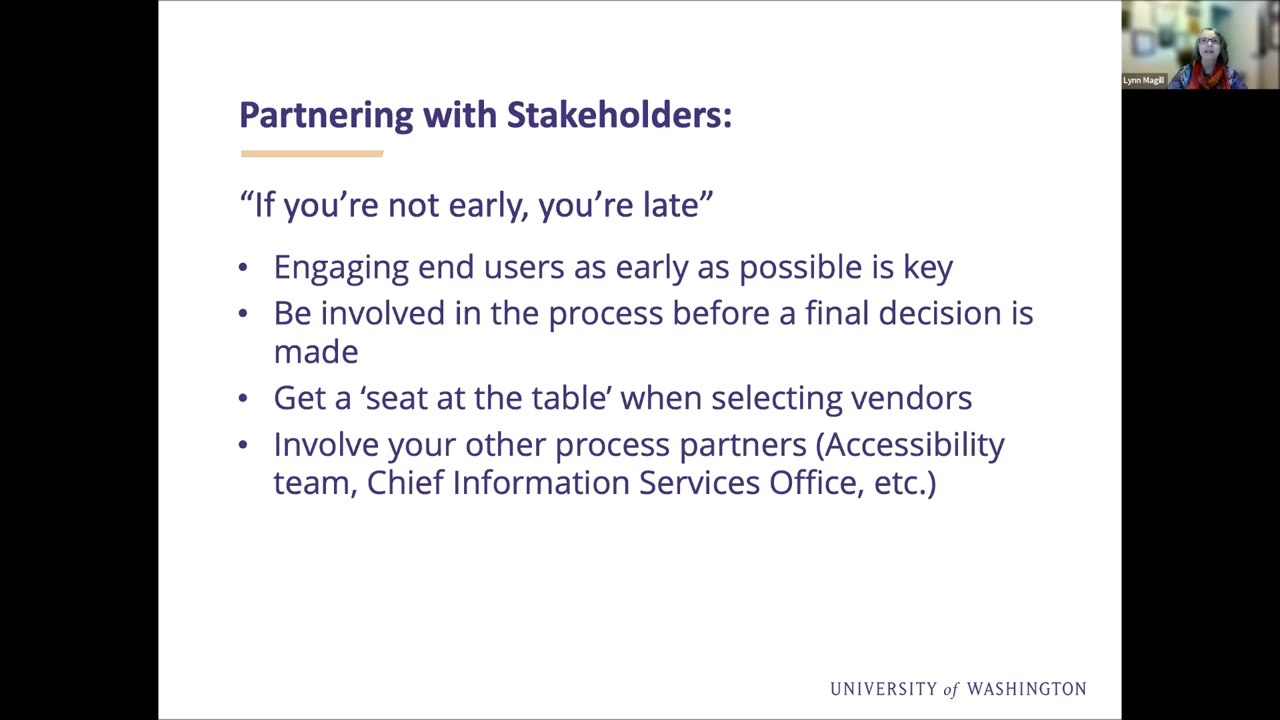 Partnering with Stakeholders:
“If you’re not early, you’re late”
• Engaging end users as early as possible is key
• Be involved in the process before a final decision is
made
• Get a ‘seat at the table’ when selecting vendors
• Involve your other process partners (Accessibility
team, Chief Information Services Office, etc.)
UNIVERSITY of WASHINGTON
Lynn Magill